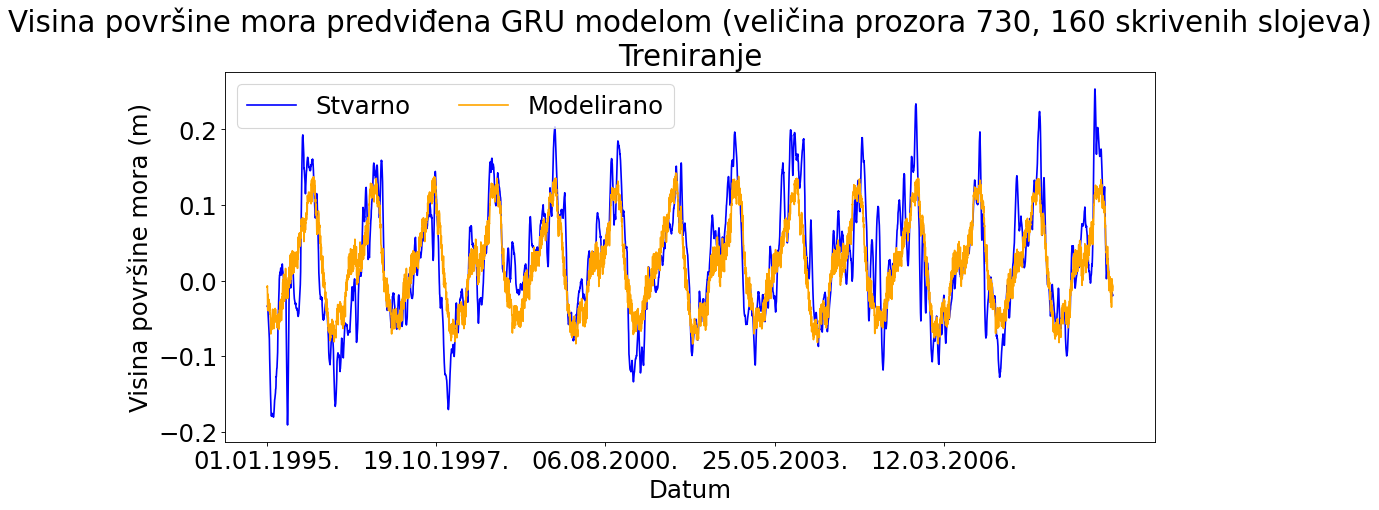 Visina površine mora predviđena GRU modelom (veličina prozora 730, 160 skrivenih slojeva)
Treniranje
Stvarno Modelirano
Visina površine mora (m)
0.2
0.1
0.0
−0.1
−0.2
01.01.1995. 19.10.1997. 06.08.2000. 25.05.2003. 12.03.2006.
Datum